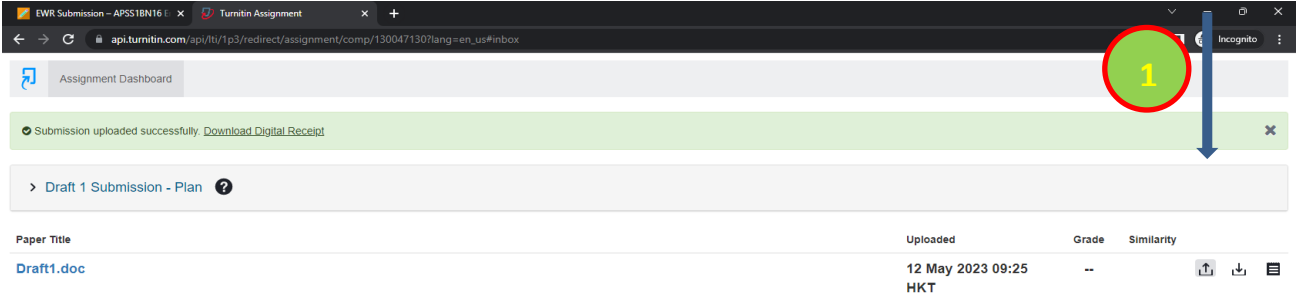 EWR Submission – APSS1BN16 E
Turnitin Assignment
api.turnitin.com/api/lti/1p3/redirect/assignment/comp/130047130?lang=en_us#inbox
Incognito
1
Assignment Dashboard
Submission uploaded successfully. Download Digital Receipt
Draft 1 Submission - Plan ?
Paper Title Uploaded Grade Similarity
Draft1.doc 12 May 2023 09:25 --
HKT